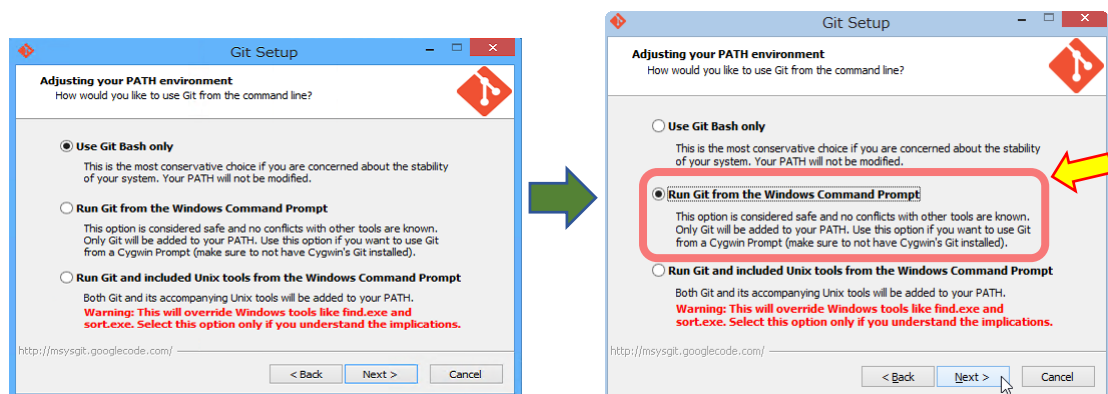 Git Setup
Adjusting your PATH environment
How would you like to use Git from the command line?
Use Git Bash only
This is the most conservative choice if you are concerned about the stability
of your system. Your PATH will not be modified.
Run Git from the Windows Command Prompt
This option is considered safe and no conflicts with other tools are known.
Only Git will be added to your PATH. Use this option if you want to use Git
from a Cygwin Prompt (make sure to not have Cygwin's Git installed).
Run Git and included Unix tools from the Windows Command Prompt
Both Git and its accompanying Unix tools will be added to your PATH.
Warning: This will override Windows tools like find.exe and
sort.exe. Select this option only if you understand the implications.
http://msysgit.googlecode.com/
< Back
Next >
Cancel
Git Setup
Adjusting your PATH environment
How would you like to use Git from the command line?
Use Git Bash only
This is the most conservative choice if you are concerned about the stability
of your system. Your PATH will not be modified.
Run Git from the Windows Command Prompt
This option is considered safe and no conflicts with other tools are known.
Only Git will be added to your PATH. Use this option if you want to use Git
from a Cygwin Prompt (make sure to not have Cygwin's Git installed).
Run Git and included Unix tools from the Windows Command Prompt
Both Git and its accompanying Unix tools will be added to your PATH.
Warning: This will override Windows tools like find.exe and
sort.exe. Select this option only if you understand the implications.
http://msysgit.googlecode.com/
< Back
Next >
Cancel